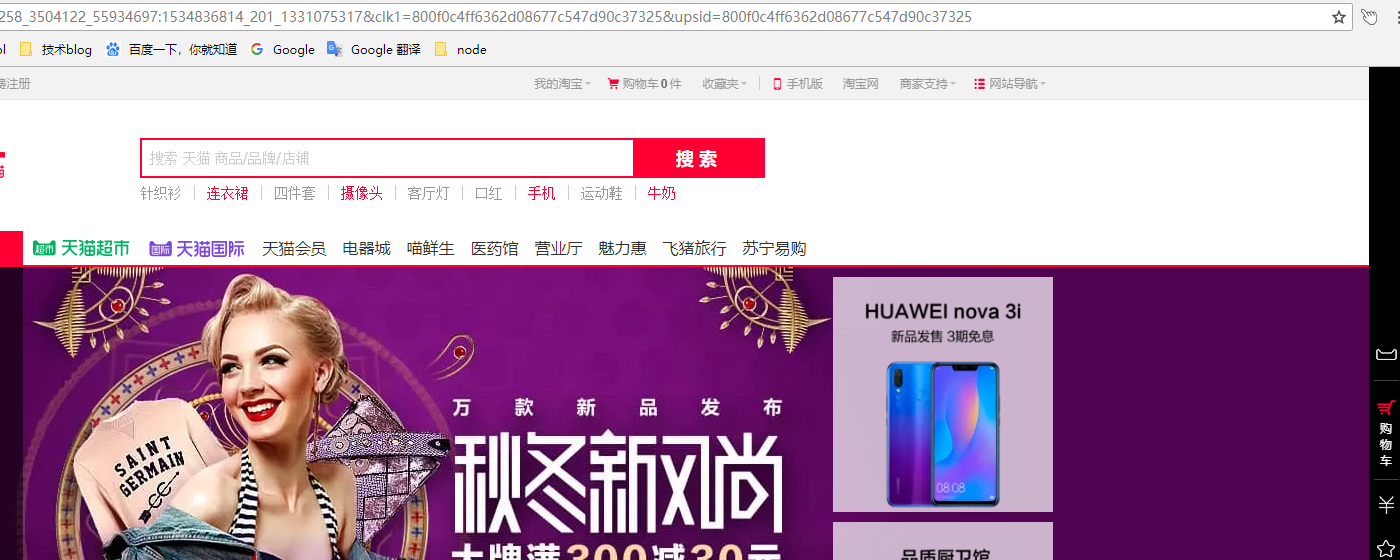 258_3504122_55934697:1534836814_201_1331075317&clk1=800f0c4ff6362d08677c547d90c37325&upsid=800f0c4ff6362d08677c547d90c37325
技术blog 百度一下，你就知道 Google Google 翻译 node
注册 我的淘宝 购物车0件 收藏夹 手机版 淘宝网 商家支持 网站导航
搜索 天猫 商品/品牌/店铺 搜索
针织衫 连衣裙 四件套 摄像头 客厅灯 口红 手机 运动鞋 牛奶
超市 天猫超市 国际 天猫国际 天猫会员 电器城 喵鲜生 医药馆 营业厅 魅力惠 飞猪旅行 苏宁易购
HUAWEI nova 3i
新品发售 3期免息
万款新品发布
秋冬新风尚
大牌满300减30元
SAINT
GERMAIN
08:08
品质厨卫馆
购物车